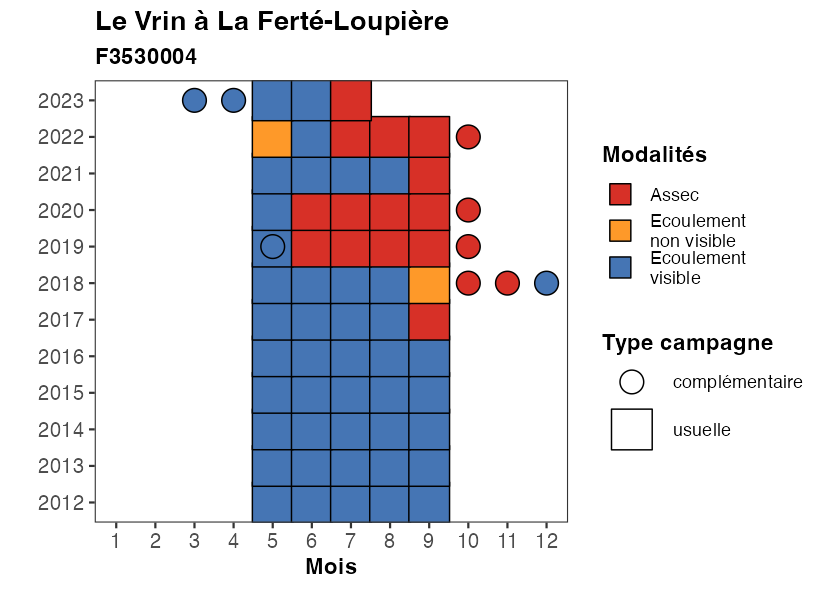 Le Vrin à La Ferté-Loupière
F3530004
2023
2022
2021
2020
2019
2018
2017
2016
2015
2014
2013
2012
1 2 3 4 5 6 7 8 9 10 11 12
Mois
Modalités
Assec
Ecoulement
non visible
Ecoulement
visible
Type campagne
complémentaire
usuelle